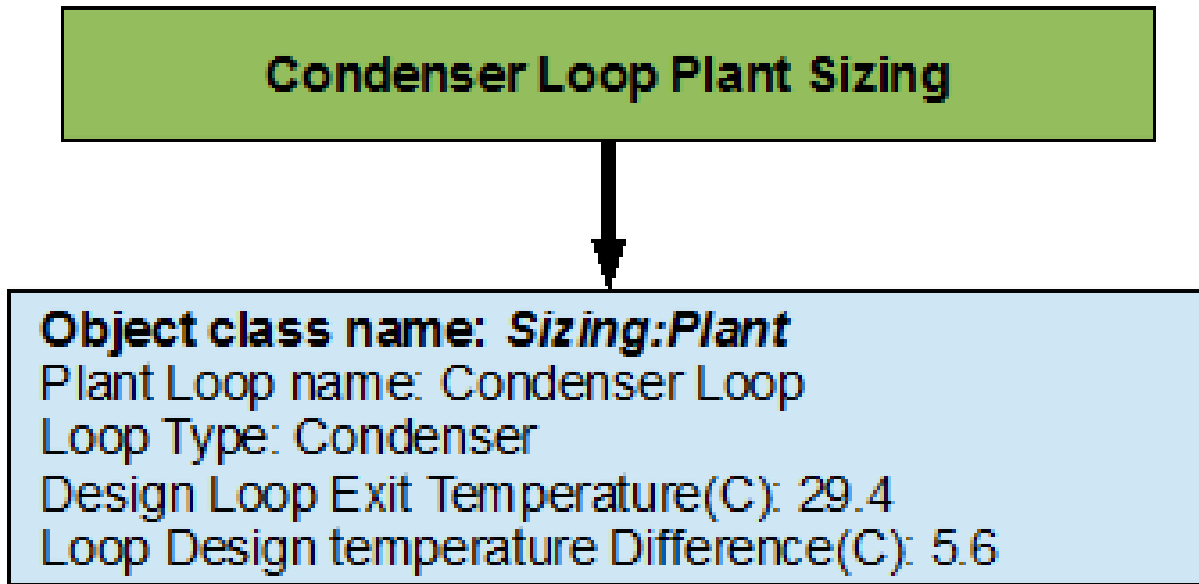 Condenser Loop Plant Sizing
Object class name: Sizing:Plant
Plant Loop name: Condenser Loop
Loop Type: Condenser
Design Loop Exit Temperature(C): 29.4
Loop Design temperature Difference(C): 5.6